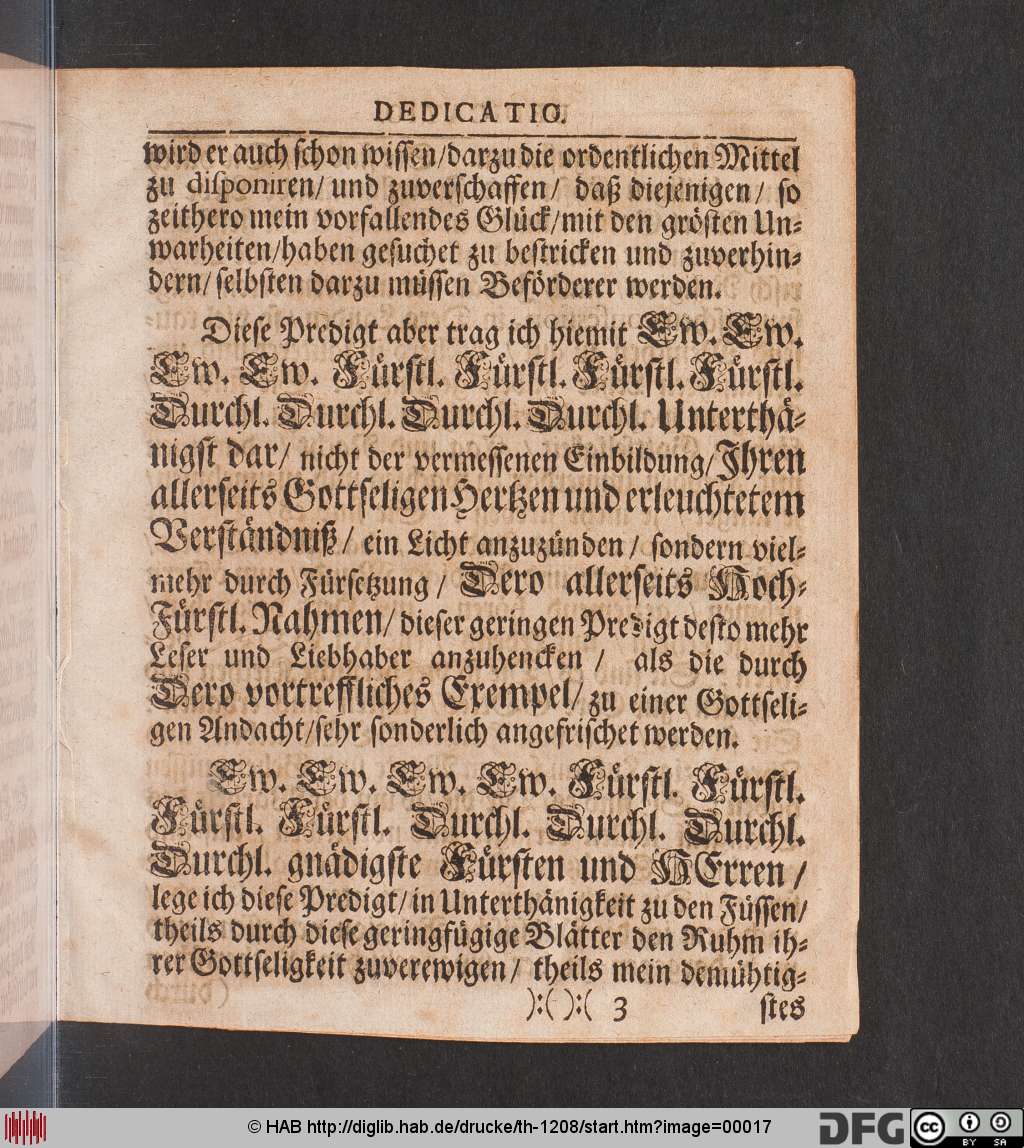 DEDICATIO.
wird er auch schon wissen/darzu die ordentlichen Mittel
zu disponiren/ und zuverschaffen/ daß diejenigen/ so
zeithero mein vorfallendes Glück/mit den grösten Un-
warheiten/haben gesuchet zu bestricken und zuverhin-
dern/ selbsten darzu müssen Beförderer werden.
Diese Predigt aber trag ich hiemit Ew. Ew.
Ew. Ew. Fürstl. Fürstl. Fürstl. Fürstl.
Durchl. Durchl. Durchl. Durchl. Unterthä-
nigst dar/ nicht der vermessenen Einbildung/ Ihren
allerseits Gottseligen Hertzen und erleuchtetem
Verständniß/ ein Licht anzuzünden/ sondern viel-
mehr durch Fürsetzung/ Dero allerseits Hoch-
Fürstl. Nahmen/ dieser geringen Predigt desto mehr
Leser und Liebhaber anzuhencken/ als die durch
Dero vortreffliches Exempel/ zu einer Gottseli-
gen Andacht/sehr sonderlich angefrischet werden.
Ew. Ew. Ew. Ew. Fürstl. Fürstl.
Fürstl. Fürstl. Durchl. Durchl. Durchl.
Durchl. gnädigste Fürsten und HErren/
lege ich diese Predigt/ in Unterthänigkeit zu den Füssen/
theils durch diese geringfügige Blätter den Ruhm ih-
rer Gottseligkeit zuverewigen/ theils mein demühtig-
):( ):( 3 stes
© HAB http://diglib.hab.de/drucke/th-1208/start.htm?image=00017
DFG
cc BY SA